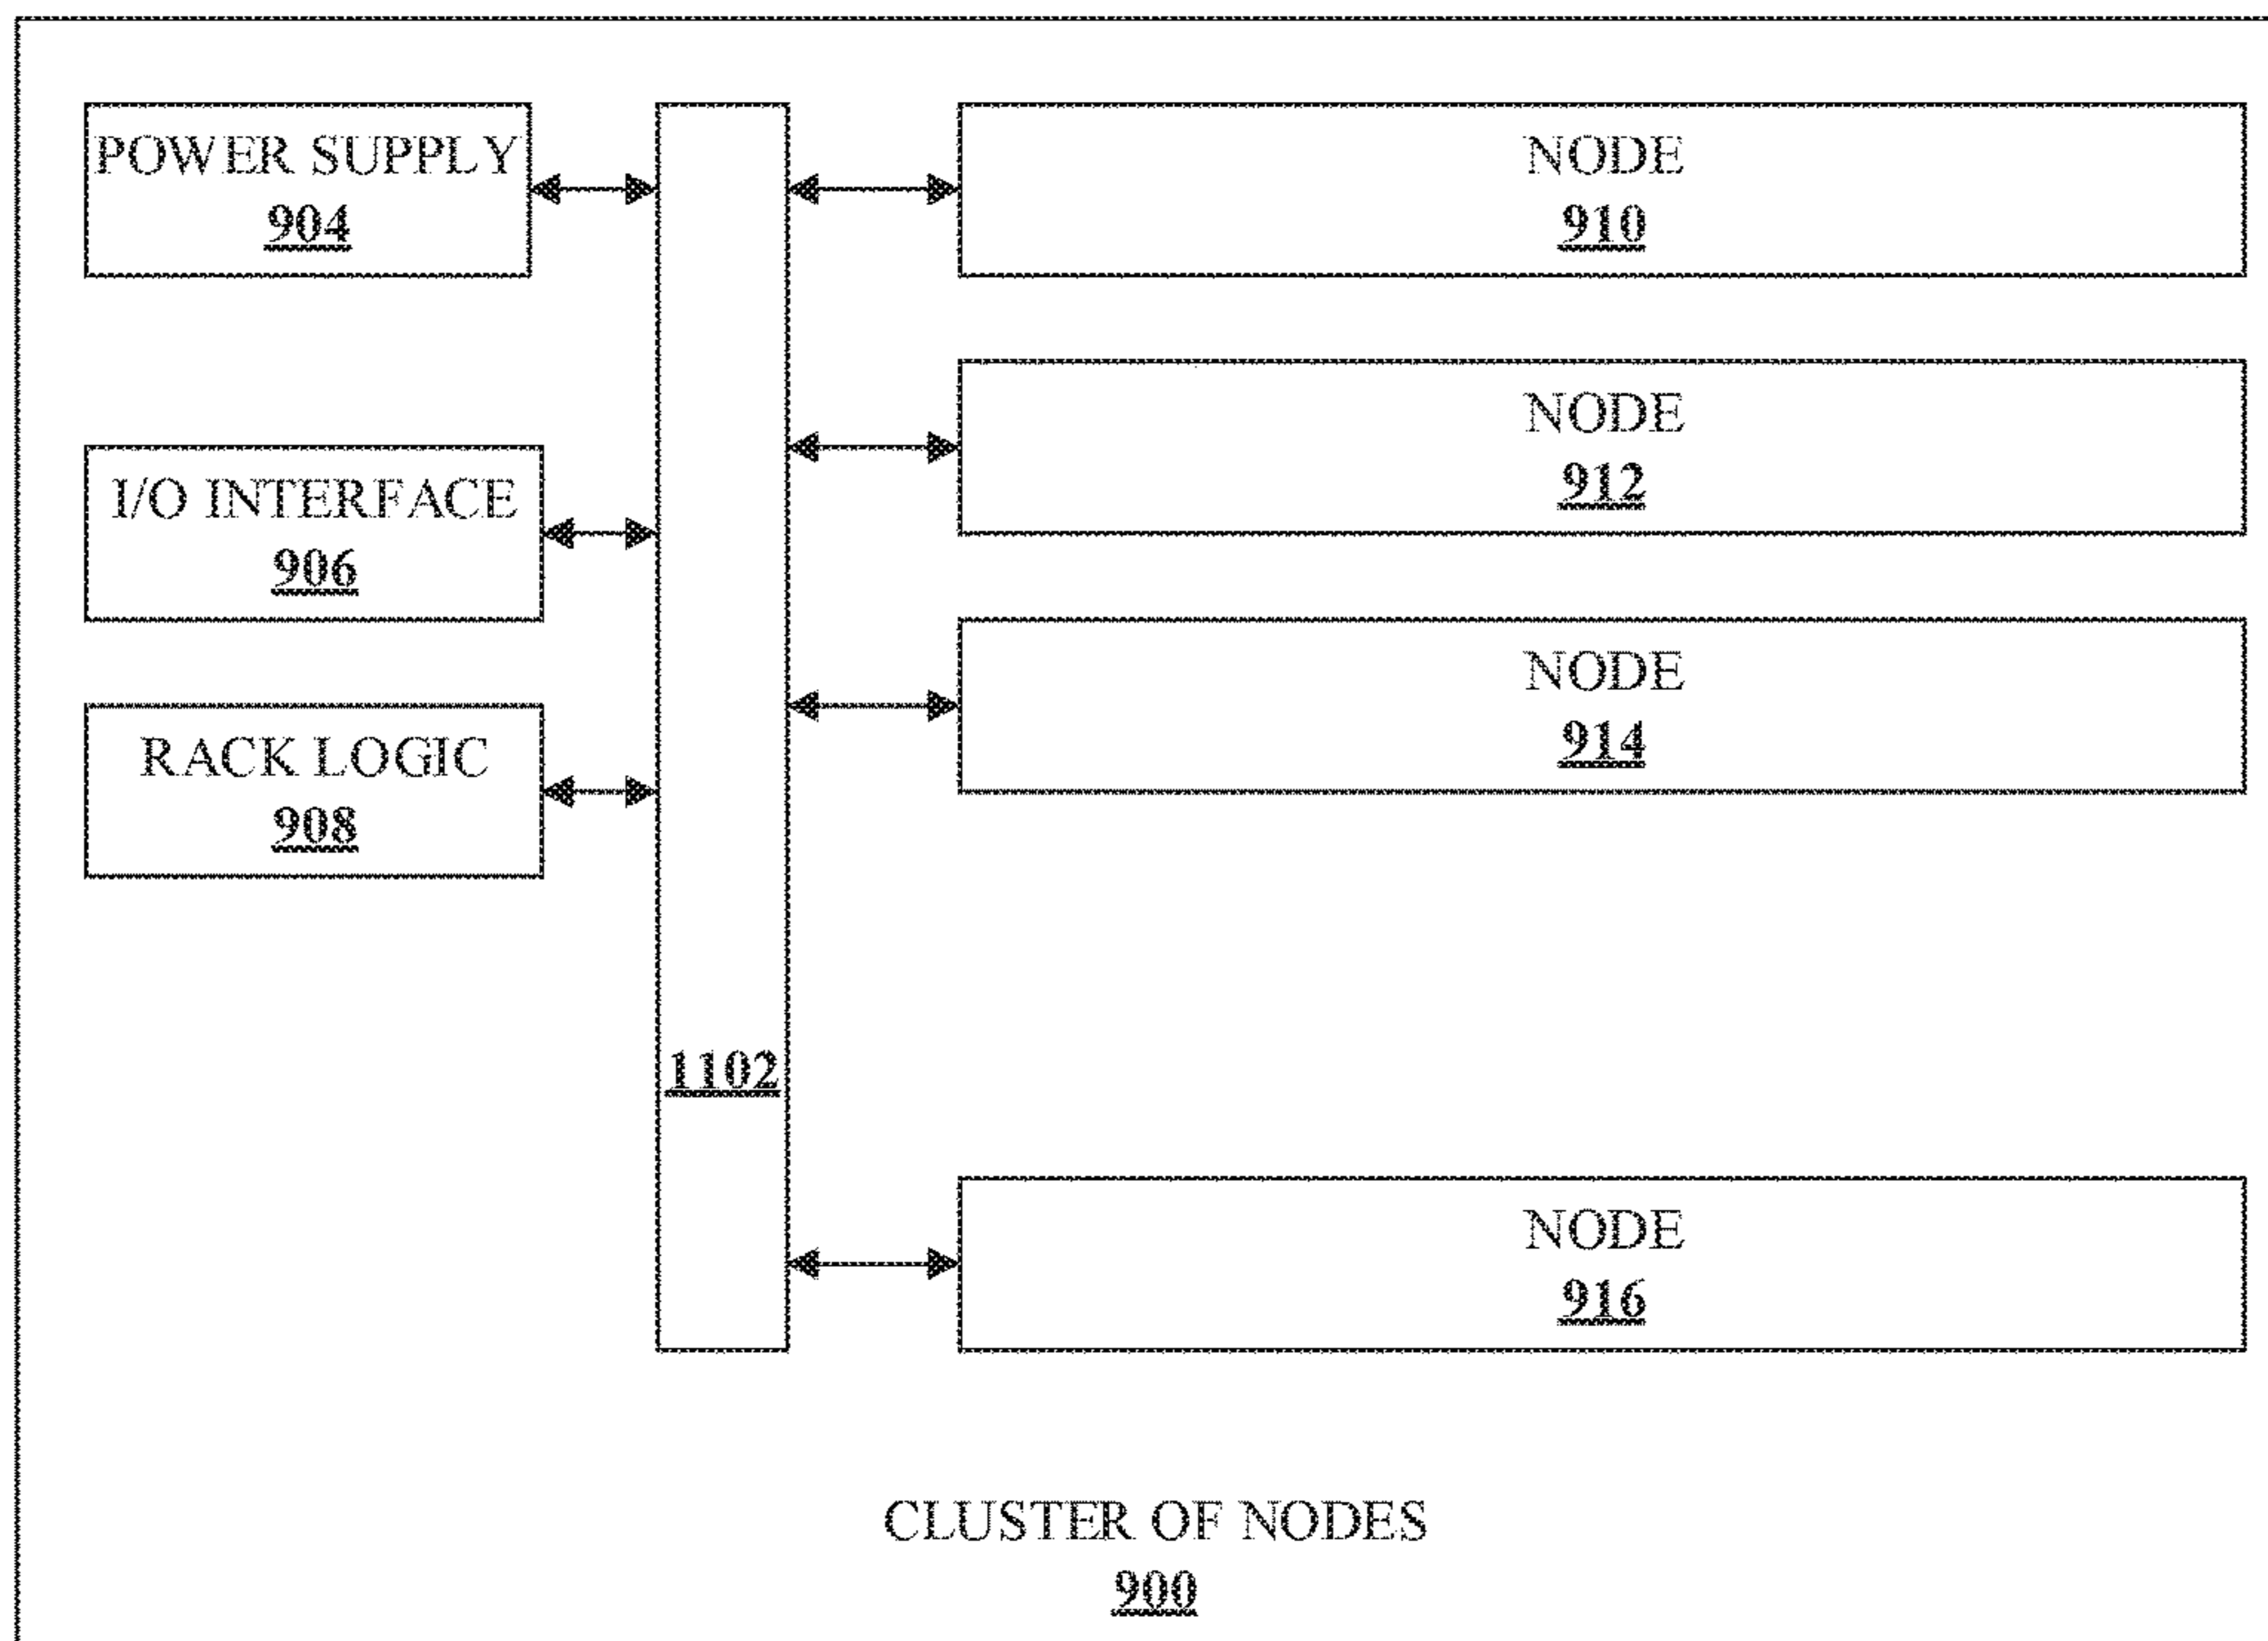 POWER SUPPLY
904
I/O INTERFACE
906
RACK LOGIC
908
1102
NODE
910
NODE
912
NODE
914
NODE
916
CLUSTER OF NODES
900